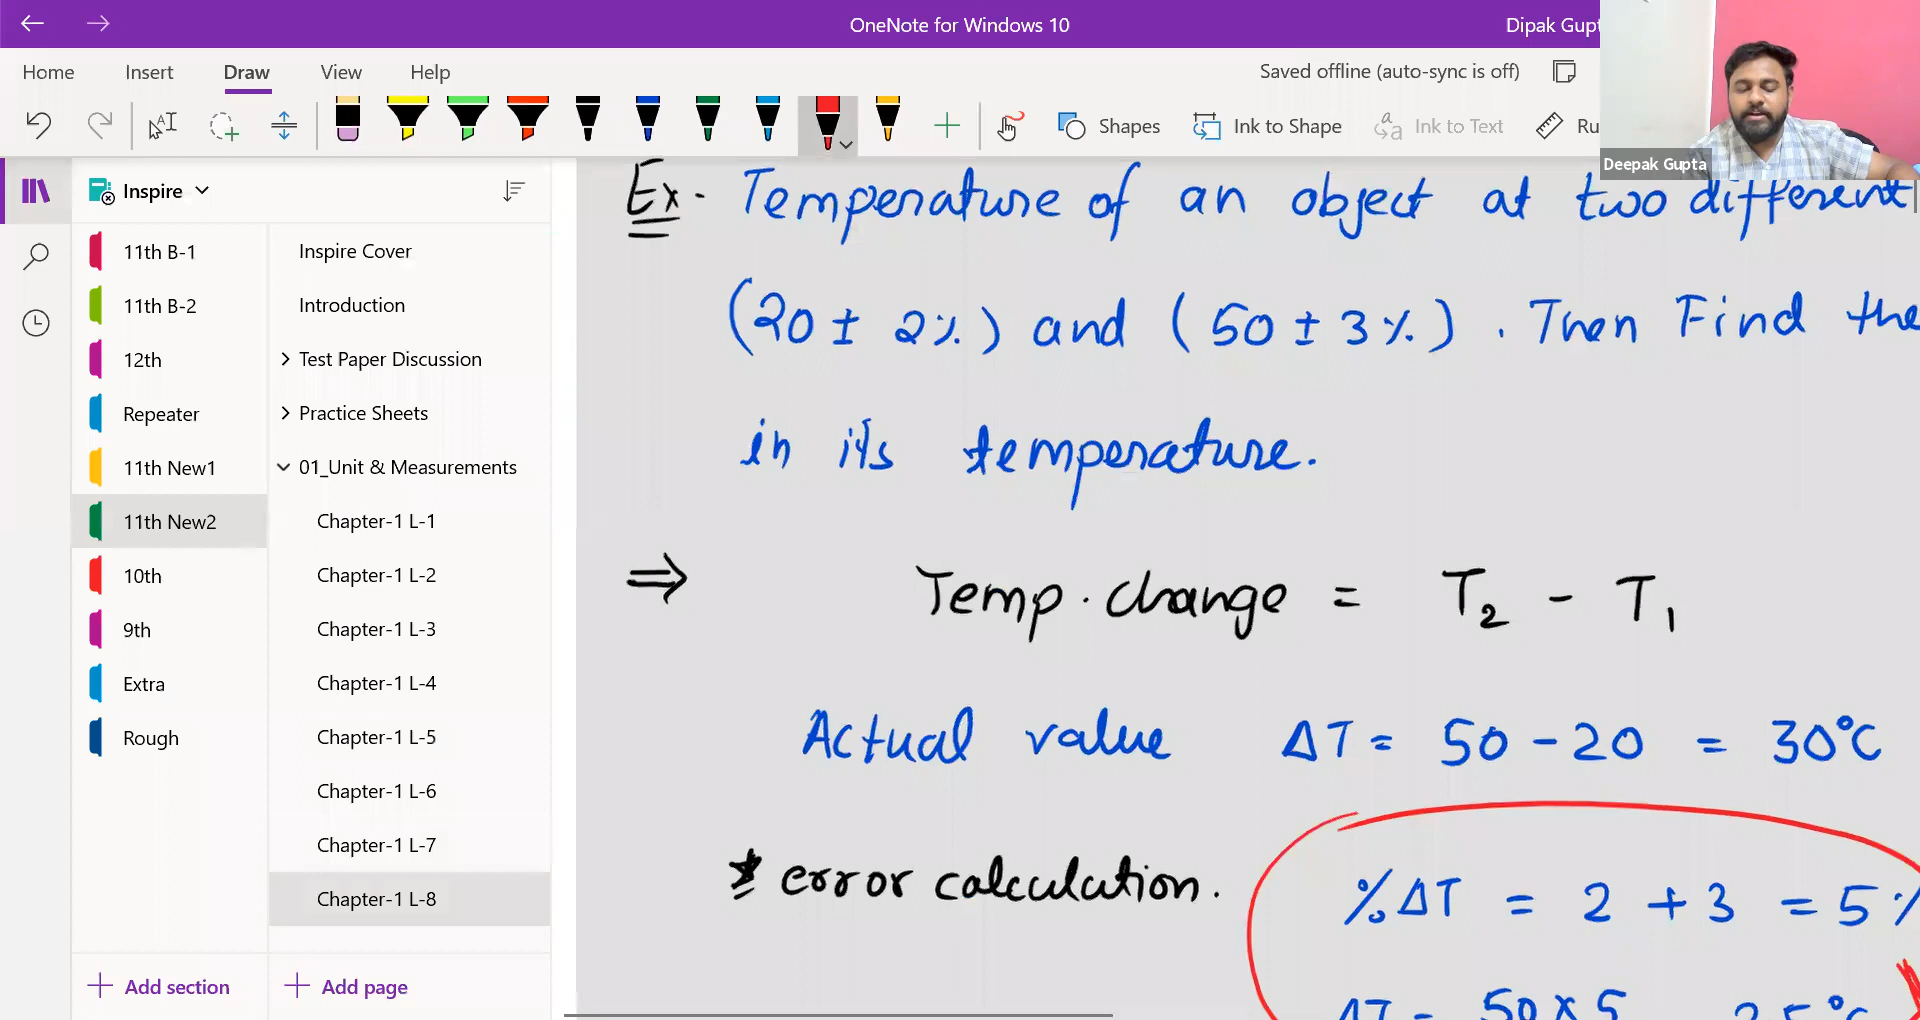 OneNote for Windows 10
Dipak Gupt
Home Insert Draw View Help
Saved offline (auto-sync is off)
Shapes Ink to Shape Ink to Text Ru
Deepak Gupta
Inspire
11th B-1
11th B-2
12th
Repeater
11th New1
11th New2
10th
9th
Extra
Rough
Add section
Inspire Cover
Introduction
Test Paper Discussion
Practice Sheets
01_Unit & Measurements
Chapter-1 L-1
Chapter-1 L-2
Chapter-1 L-3
Chapter-1 L-4
Chapter-1 L-5
Chapter-1 L-6
Chapter-1 L-7
Chapter-1 L-8
Add page
Ex- Temperature of an object at two different
(20 ± 2%) and (50 ± 3%). Then Find the
in its temperature.
⇒ Temp. change = T₂ - T₁
Actual value ΔT = 50 - 20 = 30°C
* error calculation.
%ΔT = 2 + 3 = 5%
ΔT = 50 × 5